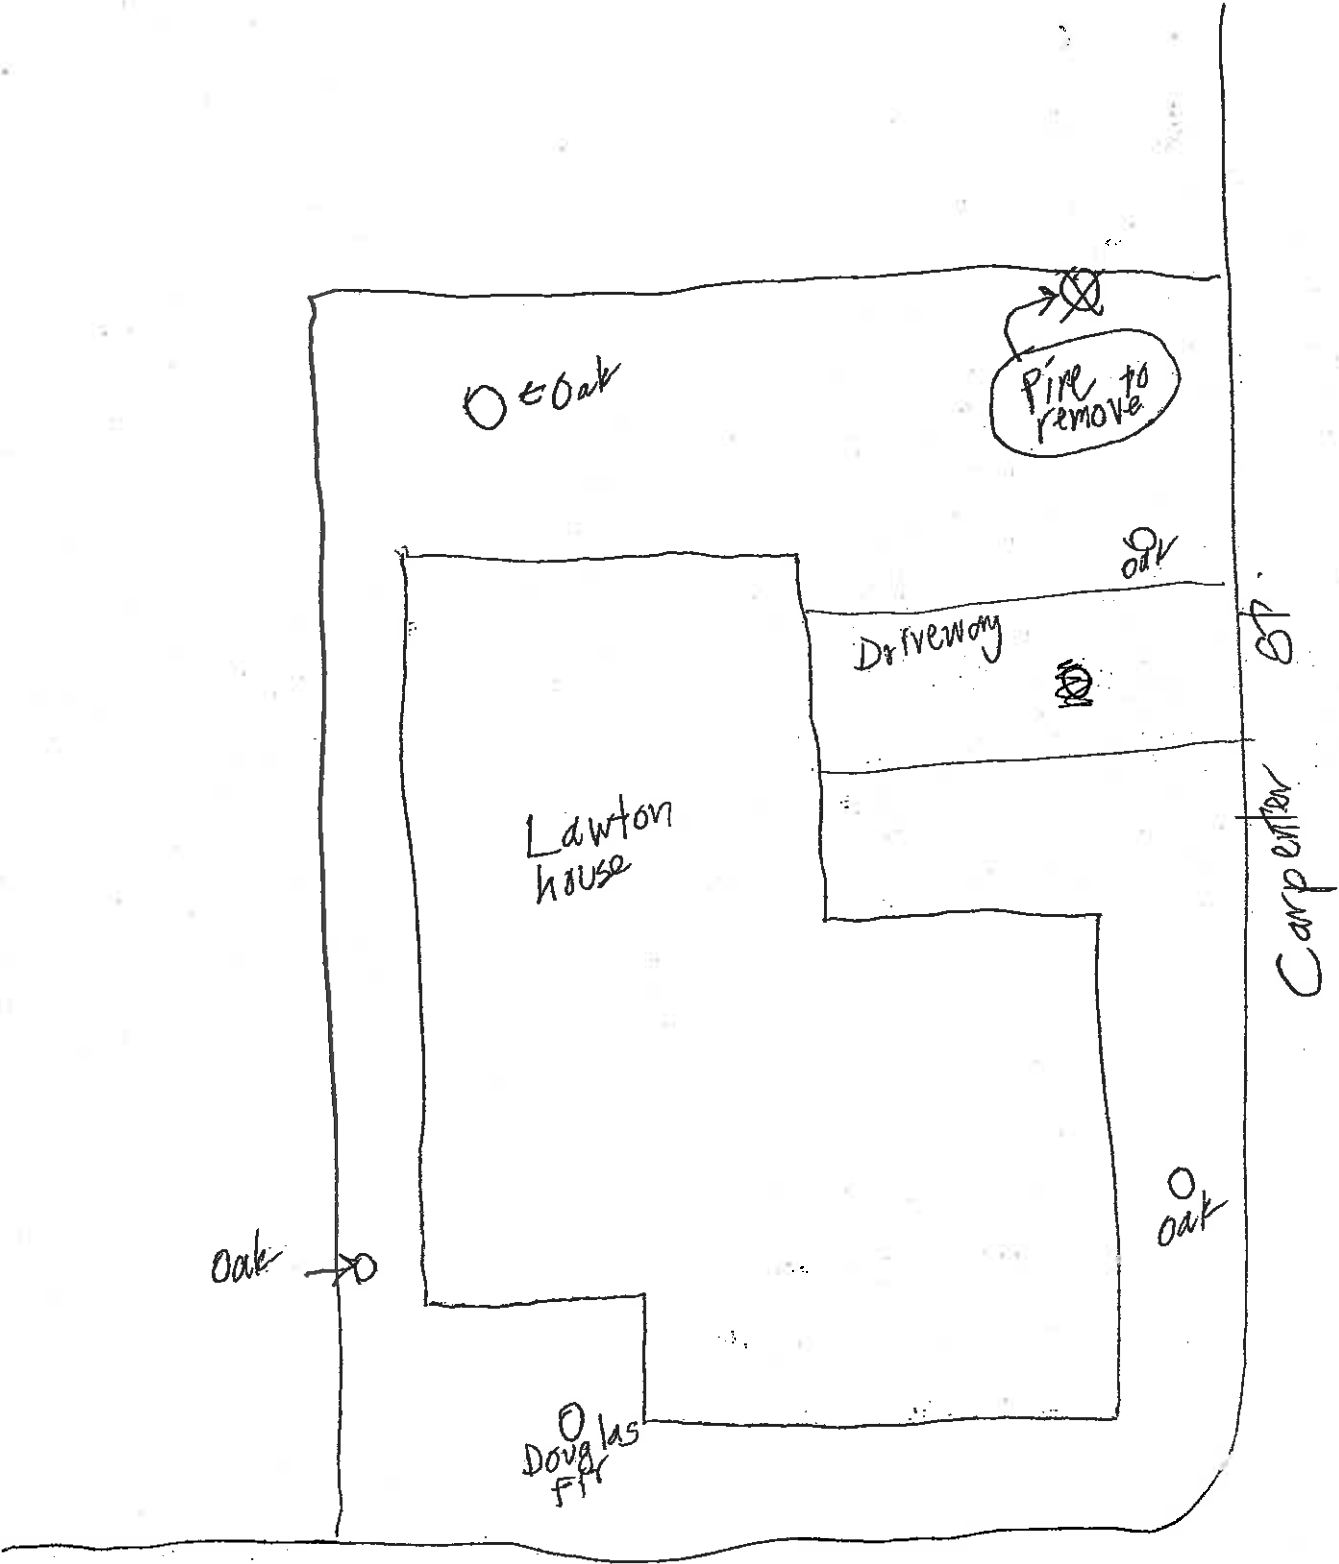 ←Oak
Pine to
remove
oak
Driveway
Carpenter ST.
Lawton
house
oak
Oak
Douglas
Fir